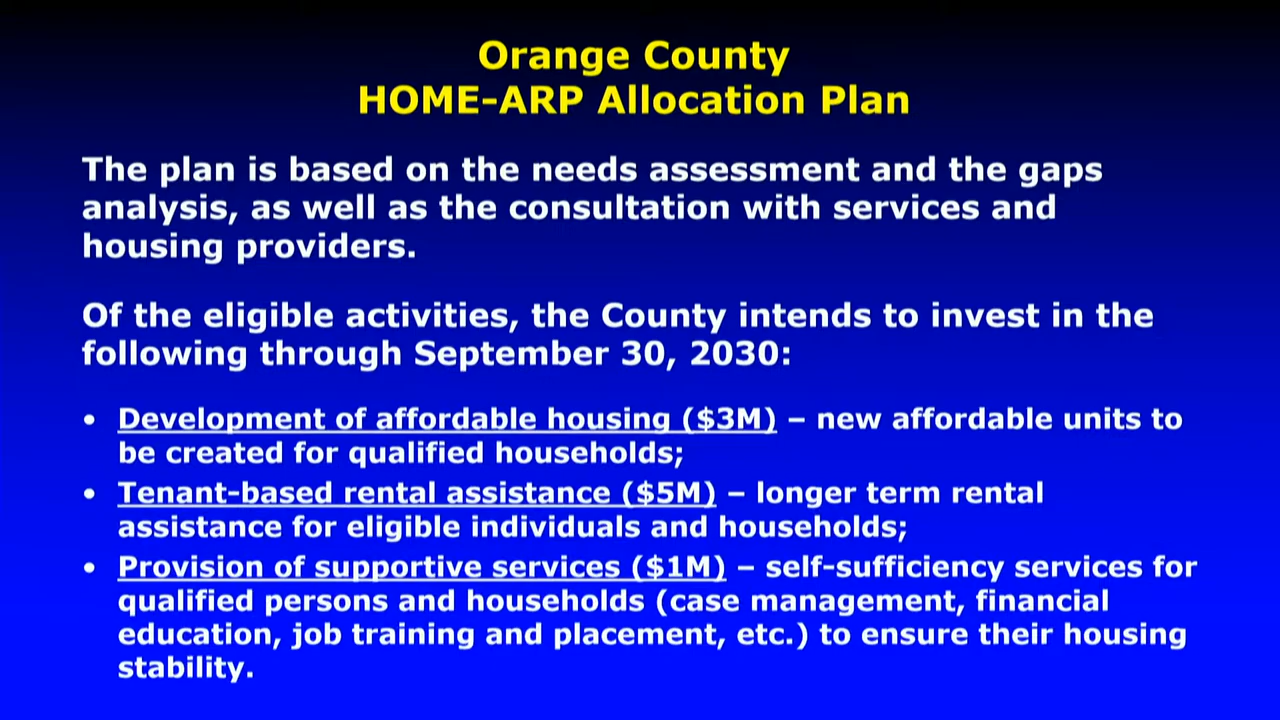 Orange County
HOME-ARP Allocation Plan
The plan is based on the needs assessment and the gaps
analysis, as well as the consultation with services and
housing providers.
Of the eligible activities, the County intends to invest in the
following through September 30, 2030:
• Development of affordable housing ($3M) – new affordable units to
be created for qualified households;
• Tenant-based rental assistance ($5M) – longer term rental
assistance for eligible individuals and households;
• Provision of supportive services ($1M) – self-sufficiency services for
qualified persons and households (case management, financial
education, job training and placement, etc.) to ensure their housing
stability.